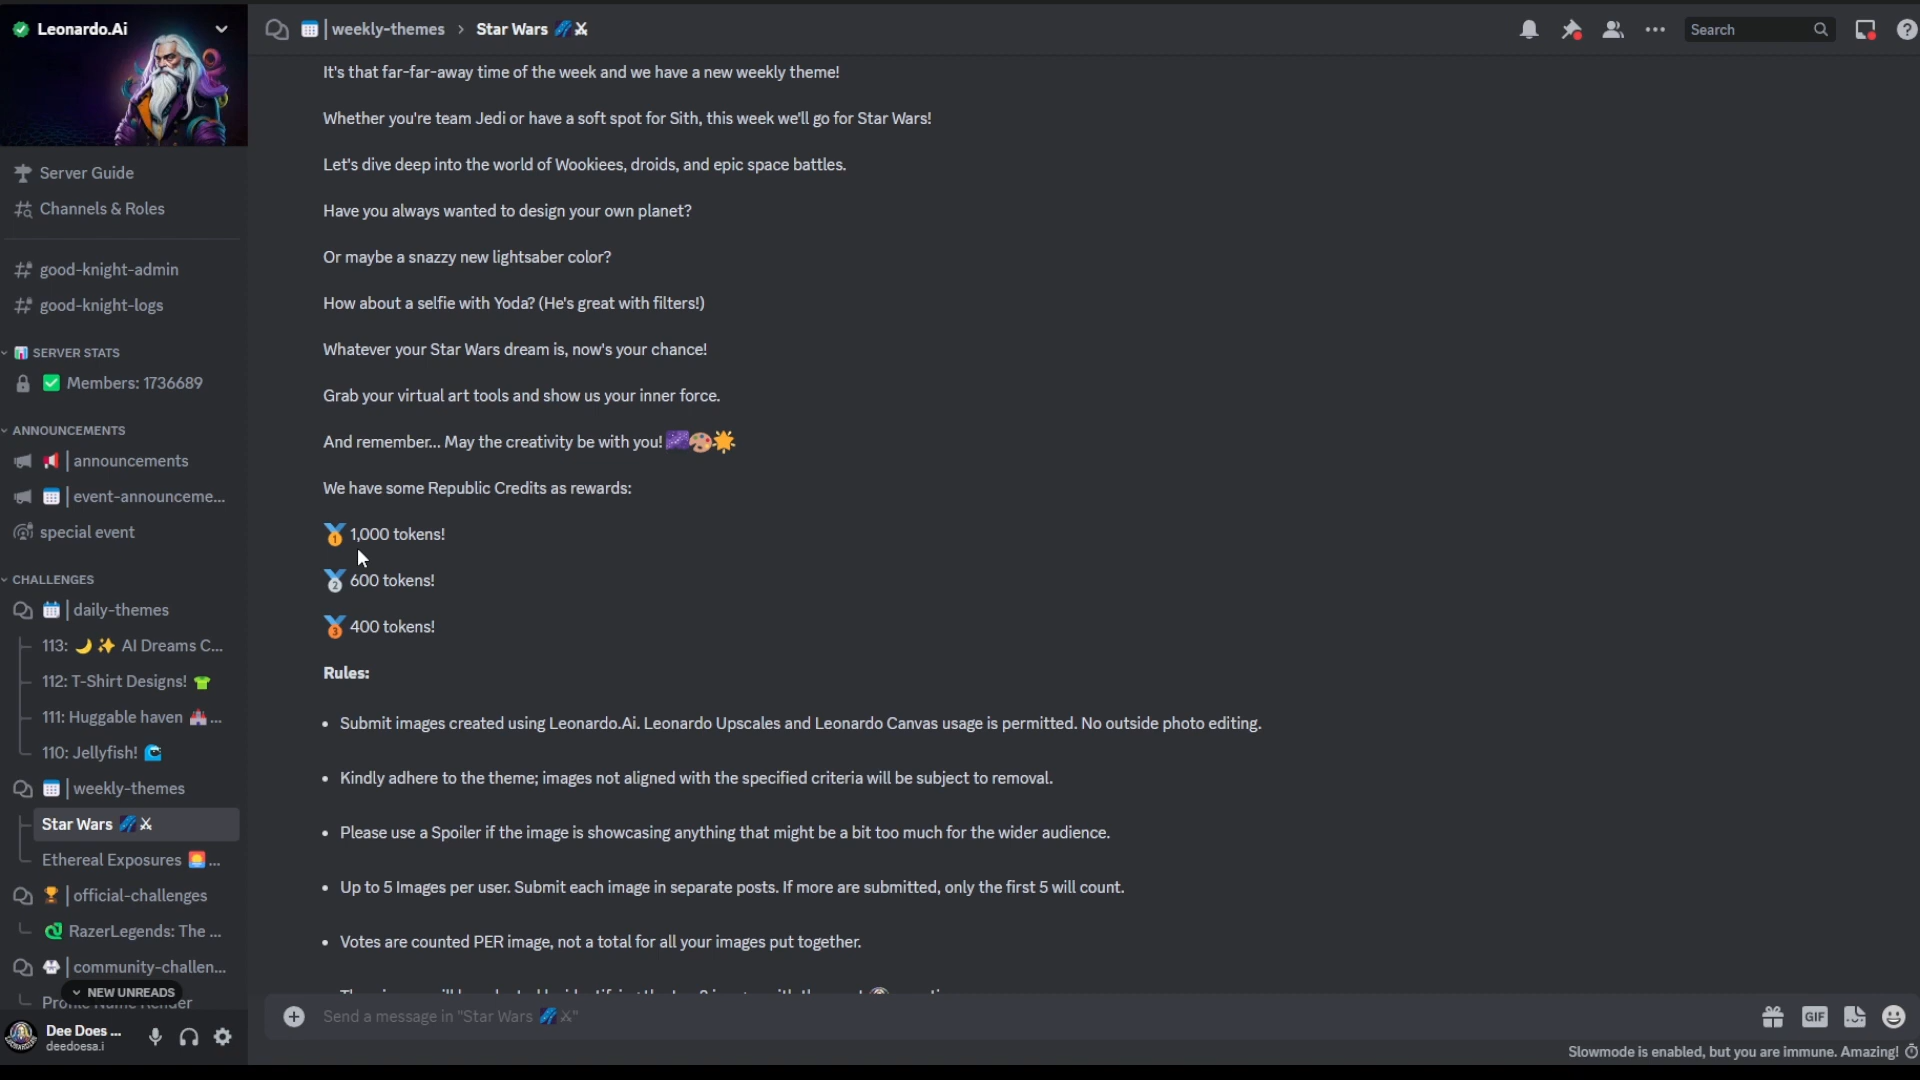 Leonardo.Ai
| weekly-themes › Star Wars
Search
Server Guide
Channels & Roles
good-knight-admin
good-knight-logs
SERVER STATS
Members: 1736689
ANNOUNCEMENTS
| announcements
| event-announceme...
special event
CHALLENGES
| daily-themes
113: AI Dreams C...
112: T-Shirt Designs!
111: Huggable haven ...
110: Jellyfish!
| weekly-themes
Star Wars
Ethereal Exposures ...
| official-challenges
RazerLegends: The ...
| community-challen...
NEW UNREADS
Dee Does ...
deedoesa.i
It's that far-far-away time of the week and we have a new weekly theme!
Whether you're team Jedi or have a soft spot for Sith, this week we'll go for Star Wars!
Let's dive deep into the world of Wookiees, droids, and epic space battles.
Have you always wanted to design your own planet?
Or maybe a snazzy new lightsaber color?
How about a selfie with Yoda? (He's great with filters!)
Whatever your Star Wars dream is, now's your chance!
Grab your virtual art tools and show us your inner force.
And remember... May the creativity be with you!
We have some Republic Credits as rewards:
1,000 tokens!
600 tokens!
400 tokens!
Rules:
• Submit images created using Leonardo.Ai. Leonardo Upscales and Leonardo Canvas usage is permitted. No outside photo editing.
• Kindly adhere to the theme; images not aligned with the specified criteria will be subject to removal.
• Please use a Spoiler if the image is showcasing anything that might be a bit too much for the wider audience.
• Up to 5 Images per user. Submit each image in separate posts. If more are submitted, only the first 5 will count.
• Votes are counted PER image, not a total for all your images put together.
Send a message in "Star Wars "
GIF
Slowmode is enabled, but you are immune. Amazing!